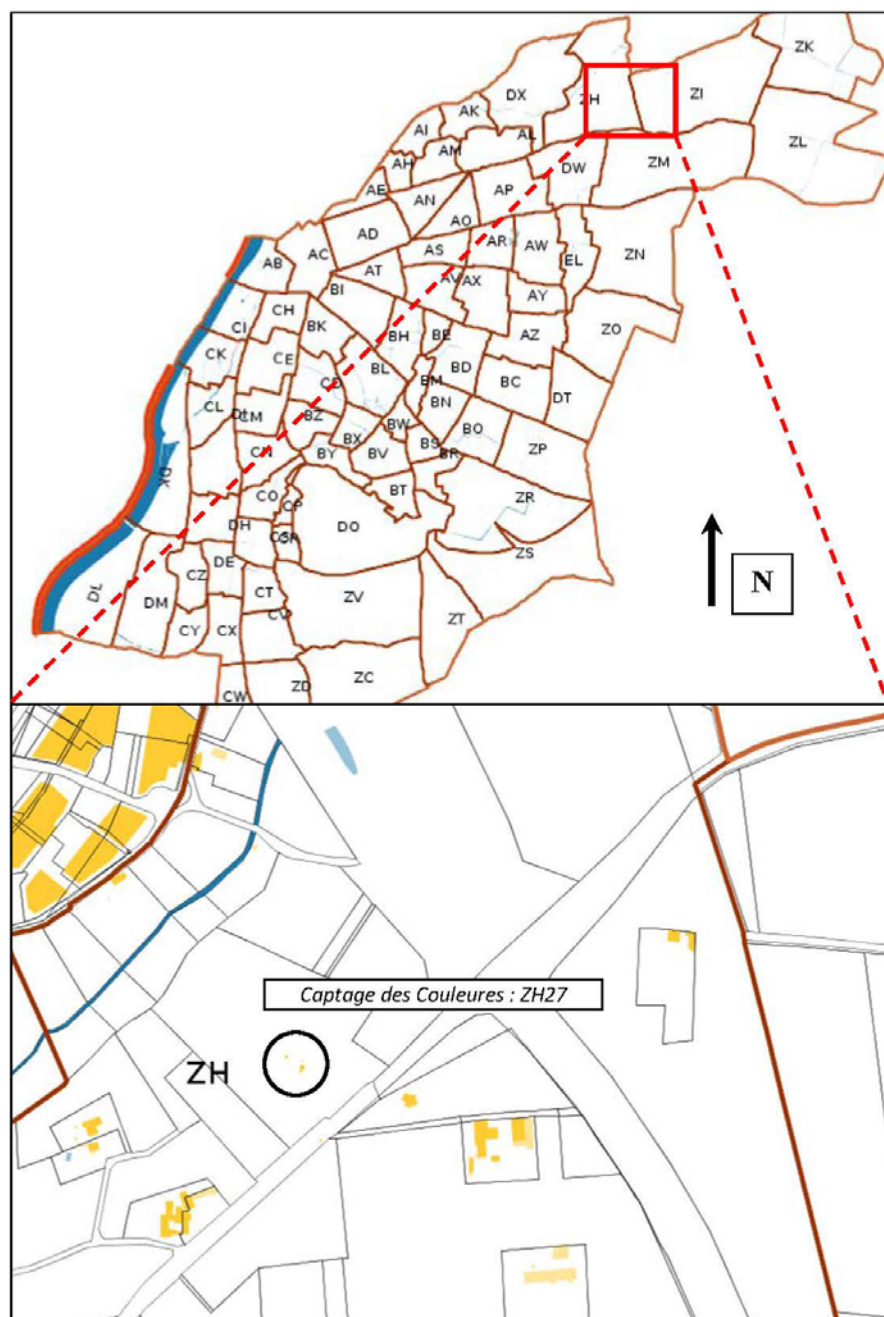 ZK
DX
ZH
ZI
AK
AI
AL
AM
ZL
AH
ZM
DW
AE
AP
AN
AO
AD
AR
AW
AS
AC
AB
EL
ZN
AT
AV
AX
BI
AY
CH
CI
BK
ZO
BH
BE
AZ
CK
CE
BL
BD
CD
BM
BC
DT
CL
CM
BZ
BN
BW
BO
BX
BS
CN
BY
BV
BR
ZP
DK
BT
CO
ZR
CP
DH
DO
ZS
DE
CZ
DL
CT
ZV
DM
ZT
CV
CY
CX
ZC
ZD
CW
N
Captage des Couleures : ZH27
ZH